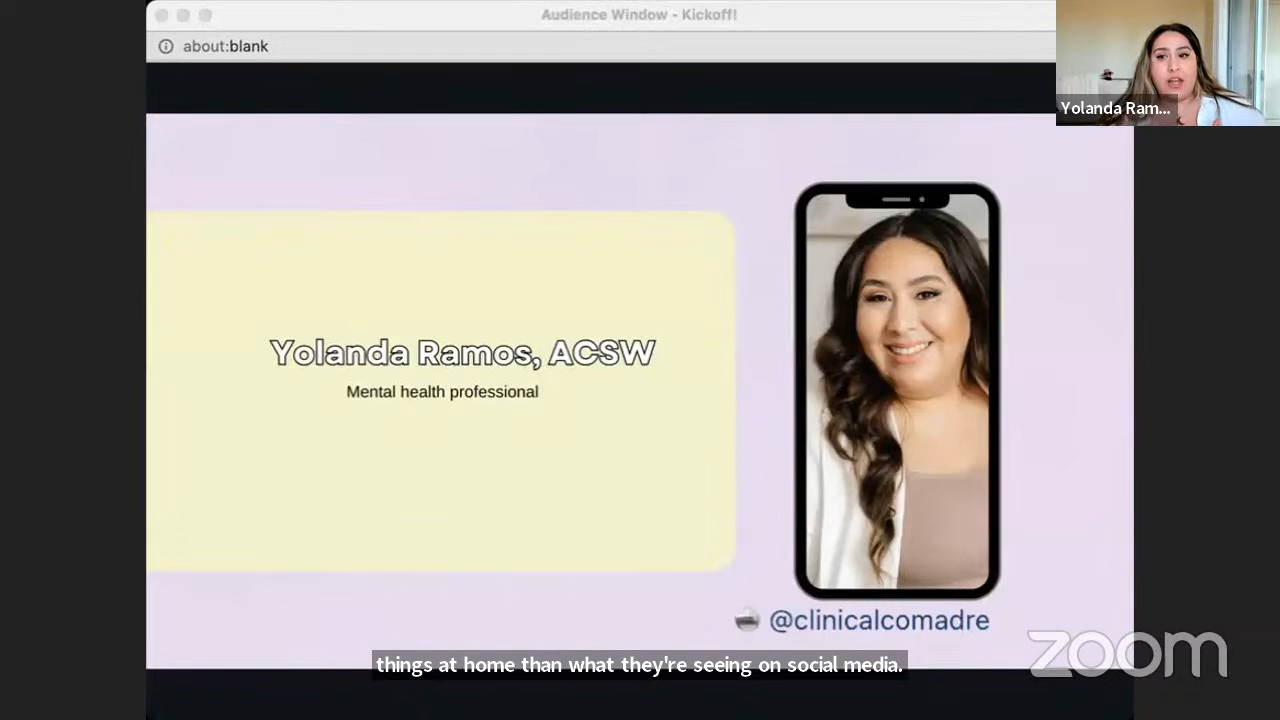 Audience Window - Kickoff!
about:blank
Yolanda Ram...
Yolanda Ramos, ACSW
Mental health professional
@clinicalcomadre
things at home than what they're seeing on social media.
zoom